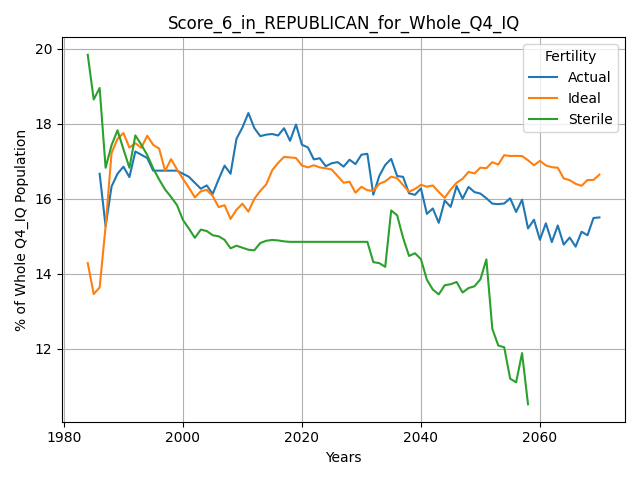 Score_6_in_REPUBLICAN_for_Whole_Q4_IQ
Fertility
Actual
Ideal
Sterile
% of Whole Q4_IQ Population
20
18
16
14
12
1980
2000
2020
2040
2060
Years